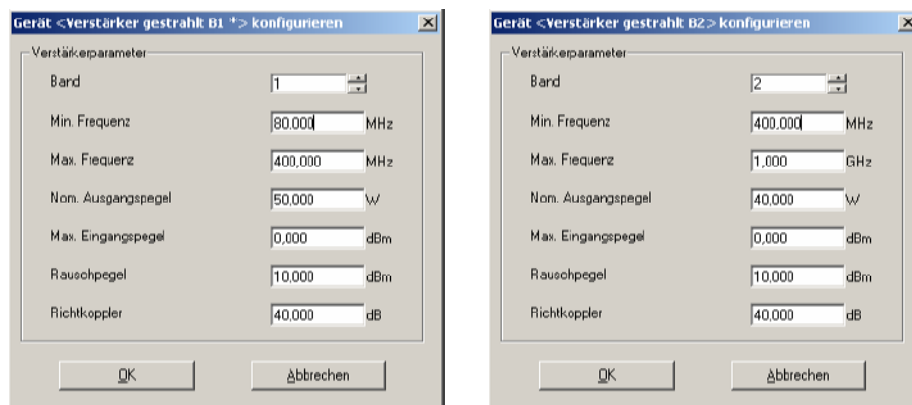 Gerät <Verstärker gestrahlt B1 *> konfigurieren
Verstärkerparameter
Band 1
Min. Frequenz 80.000 MHz
Max. Frequenz 400,000 MHz
Nom. Ausgangspegel 50,000 W
Max. Eingangspegel 0,000 dBm
Rauschpegel 10,000 dBm
Richtkoppler 40,000 dB
OK Abbrechen
Gerät <Verstärker gestrahlt B2> konfigurieren
Verstärkerparameter
Band 2
Min. Frequenz 400.000 MHz
Max. Frequenz 1,000 GHz
Nom. Ausgangspegel 40,000 W
Max. Eingangspegel 0,000 dBm
Rauschpegel 10,000 dBm
Richtkoppler 40,000 dB
OK Abbrechen